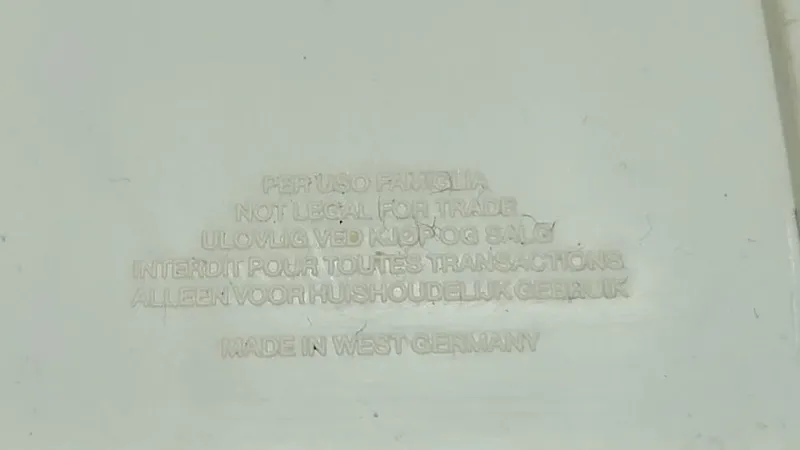 PER USO FAMIGLIA
NOT LEGAL FOR TRADE
ULOVLIG VED KJØP OG SALG
INTERDIT POUR TOUTES TRANSACTIONS
ALLEEN VOOR HUISHOUDELIJK GEBRUIK
MADE IN WEST GERMANY